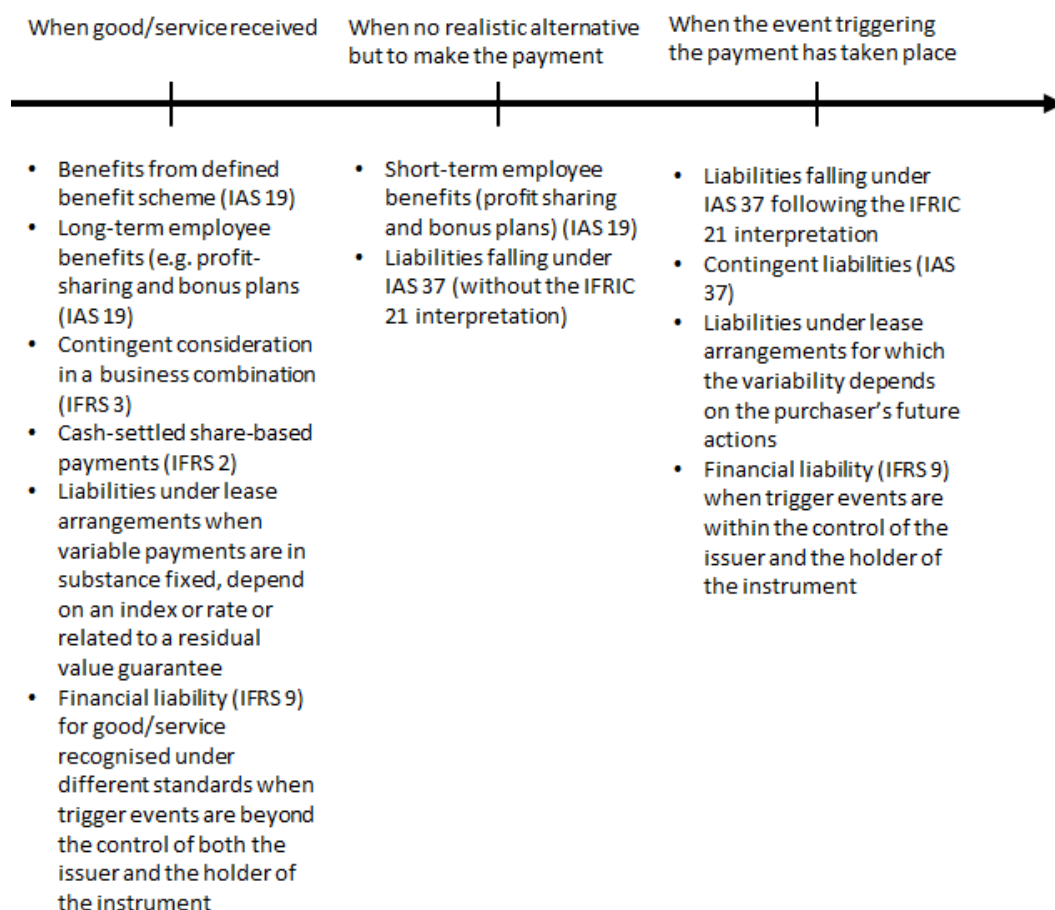 When good/service received
When no realistic alternative
but to make the payment
When the event triggering
the payment has taken place
• Benefits from defined
benefit scheme (IAS 19)
• Long-term employee
benefits (e.g. profit-
sharing and bonus plans
(IAS 19)
• Contingent consideration
in a business combination
(IFRS 3)
• Cash-settled share-based
payments (IFRS 2)
• Liabilities under lease
arrangements when
variable payments are in
substance fixed, depend
on an index or rate or
related to a residual
value guarantee
• Financial liability (IFRS 9)
for good/service
recognised under
different standards when
trigger events are beyond
the control of both the
issuer and the holder of
the instrument
• Short-term employee
benefits (profit sharing
and bonus plans) (IAS 19)
• Liabilities falling under
IAS 37 (without the IFRIC
21 interpretation)
• Liabilities falling under
IAS 37 following the IFRIC
21 interpretation
• Contingent liabilities (IAS
37)
• Liabilities under lease
arrangements for which
the variability depends
on the purchaser's future
actions
• Financial liability (IFRS 9)
when trigger events are
within the control of the
issuer and the holder of
the instrument